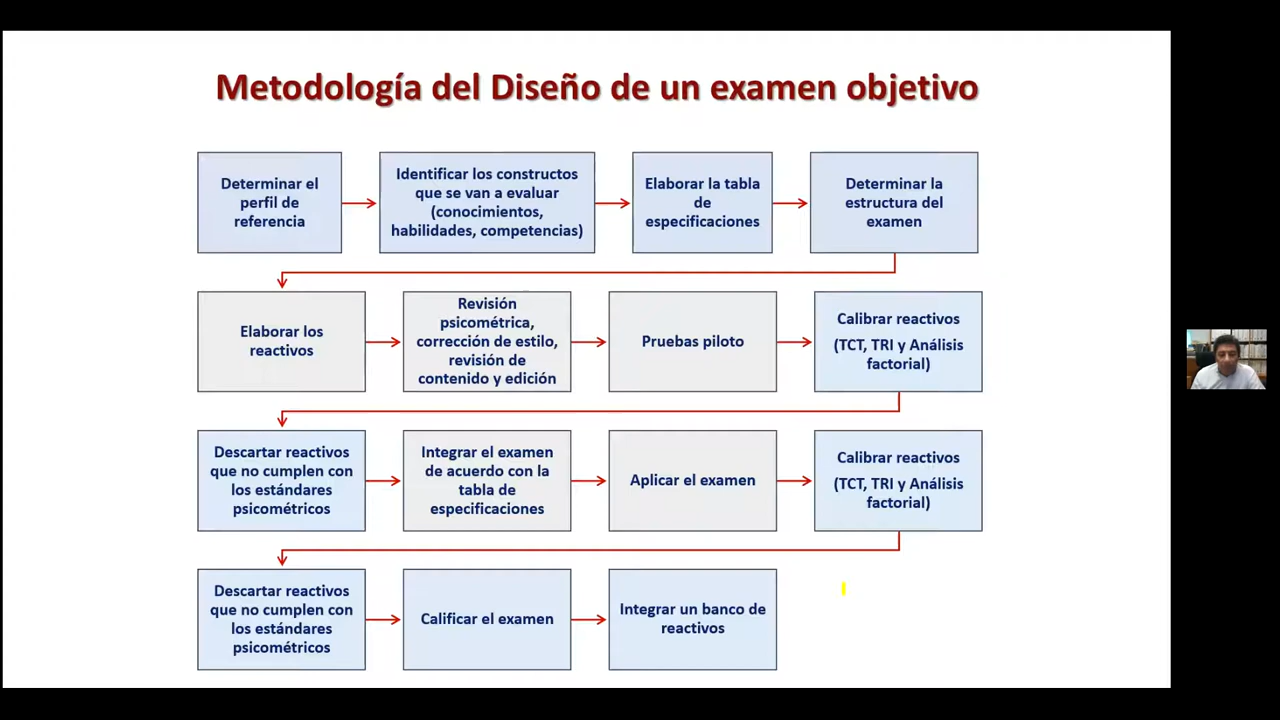 Metodología del Diseño de un examen objetivo
Determinar el
perfil de
referencia
Identificar los constructos
que se van a evaluar
(conocimientos,
habilidades, competencias)
Elaborar la tabla
de
especificaciones
Determinar la
estructura del
examen
Elaborar los
reactivos
Revisión
psicométrica,
corrección de estilo,
revisión de
contenido y edición
Pruebas piloto
Calibrar reactivos
(TCT, TRI y Análisis
factorial)
Descartar reactivos
que no cumplen con
los estándares
psicométricos
Integrar el examen
de acuerdo con la
tabla de
especificaciones
Aplicar el examen
Calibrar reactivos
(TCT, TRI y Análisis
factorial)
Descartar reactivos
que no cumplen con
los estándares
psicométricos
Calificar el examen
Integrar un banco de
reactivos